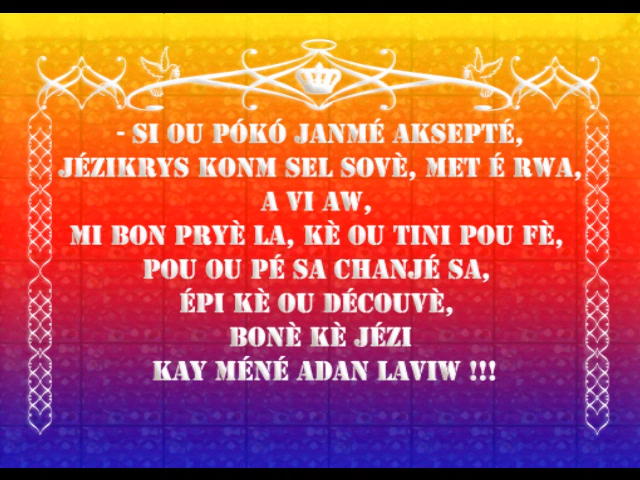 - SI OU PÓKÓ JANMÉ AKSEPTÉ,
JÉZIKRYS KONM SEL SOVÈ, MET É RWA,
A VI AW,
MI BON PRYÈ LA, KÈ OU TINI POU FÈ,
POU OU PÉ SA CHANJÉ SA,
ÉPI KÈ OU DÉCOUVÈ,
BONÈ KÈ JÉZI
KAY MÉNÉ ADAN LAVIW !!!